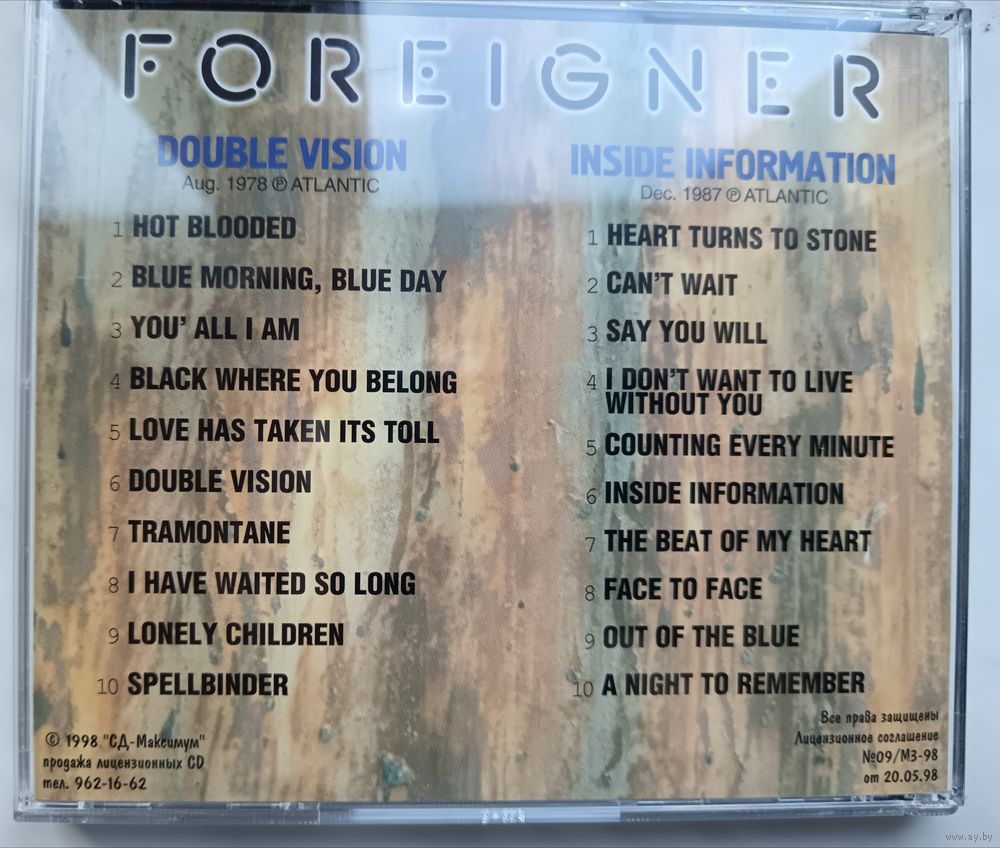 FOREIGNER
DOUBLE VISION
Aug. 1978 ℗ ATLANTIC
1 HOT BLOODED
2 BLUE MORNING, BLUE DAY
3 YOU' ALL I AM
4 BLACK WHERE YOU BELONG
5 LOVE HAS TAKEN ITS TOLL
6 DOUBLE VISION
7 TRAMONTANE
8 I HAVE WAITED SO LONG
9 LONELY CHILDREN
10 SPELLBINDER
INSIDE INFORMATION
Dec. 1987 ℗ ATLANTIC
1 HEART TURNS TO STONE
2 CAN'T WAIT
3 SAY YOU WILL
4 I DON'T WANT TO LIVE
WITHOUT YOU
5 COUNTING EVERY MINUTE
6 INSIDE INFORMATION
7 THE BEAT OF MY HEART
8 FACE TO FACE
9 OUT OF THE BLUE
10 A NIGHT TO REMEMBER
© 1998 "СД-Максимум"
продажа лицензионных CD
тел. 962-16-62
Все права защищены
Лицензионное соглашение
№09/МЗ-98
от 20.05.98
www.ay.by